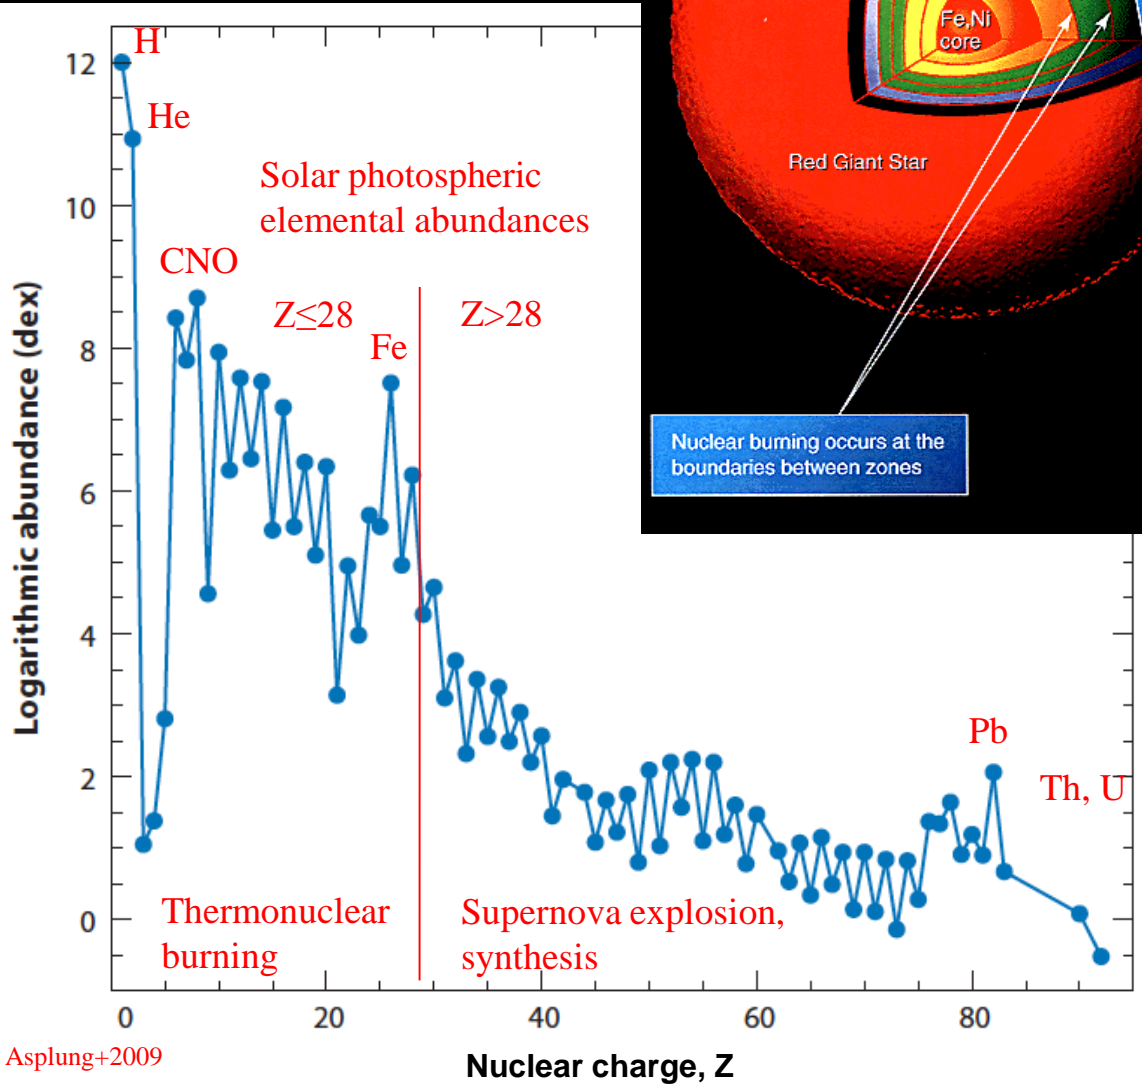 H
He
Solar photospheric
elemental abundances
CNO
Z≤28
Z>28
Fe
Pb
Th, U
Thermonuclear
burning
Supernova explosion,
synthesis
12
10
8
6
4
2
0
Logarithmic abundance (dex)
0
20
40
60
80
Nuclear charge, Z
Asplung+2009
Fe,Ni
core
Red Giant Star
Nuclear burning occurs at the
boundaries between zones